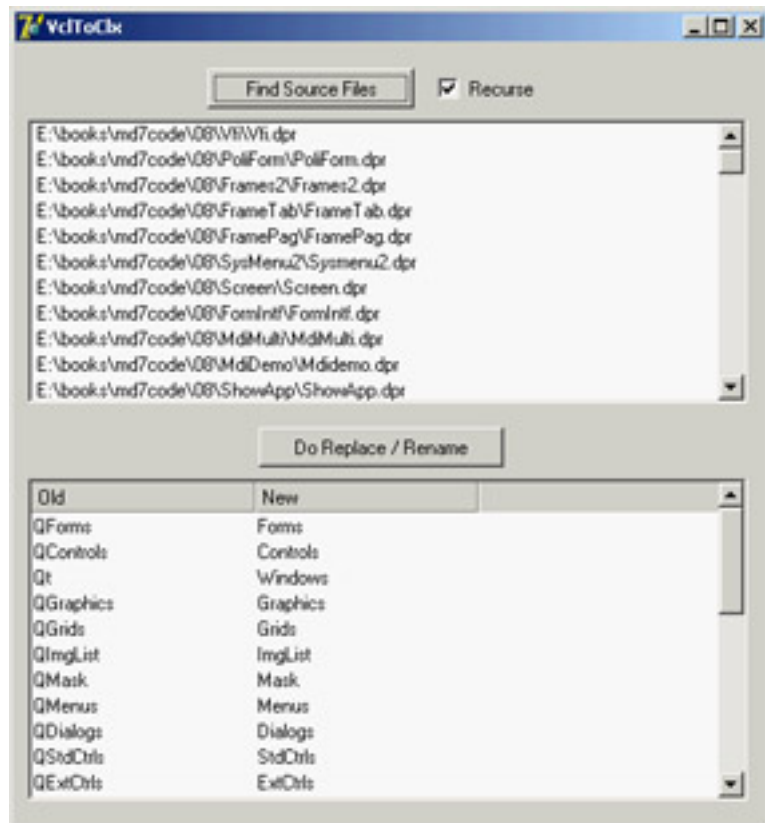 VclToClx
Find Source Files Recurse
E:\books\md7code\08\Vfi\Vfi.dpr
E:\books\md7code\08\PoliForm\PoliForm.dpr
E:\books\md7code\08\Frames2\Frames2.dpr
E:\books\md7code\08\FrameTab\FrameTab.dpr
E:\books\md7code\08\FramePag\FramePag.dpr
E:\books\md7code\08\SysMenu2\Sysmenu2.dpr
E:\books\md7code\08\Screen\Screen.dpr
E:\books\md7code\08\FormIntf\FormIntf.dpr
E:\books\md7code\08\MdiMulti\MdiMulti.dpr
E:\books\md7code\08\MdiDemo\Mdidemo.dpr
E:\books\md7code\08\ShowApp\ShowApp.dpr
Do Replace / Rename
Old New
QForms Forms
QControls Controls
Qt Windows
QGraphics Graphics
QGrids Grids
QImgList ImgList
QMask Mask
QMenus Menus
QDialogs Dialogs
QStdCtrls StdCtrls
QExtCtrls ExtCtrls